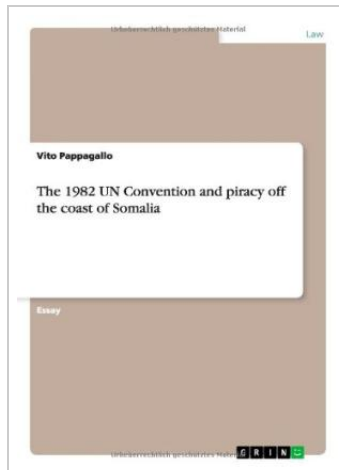 Urheberrechtlich geschütztes Material
Law
Vito Pappagallo
The 1982 UN Convention and piracy off
the coast of Somalia
Essay
Urheberrechtlich geschütztes Material
GRIN